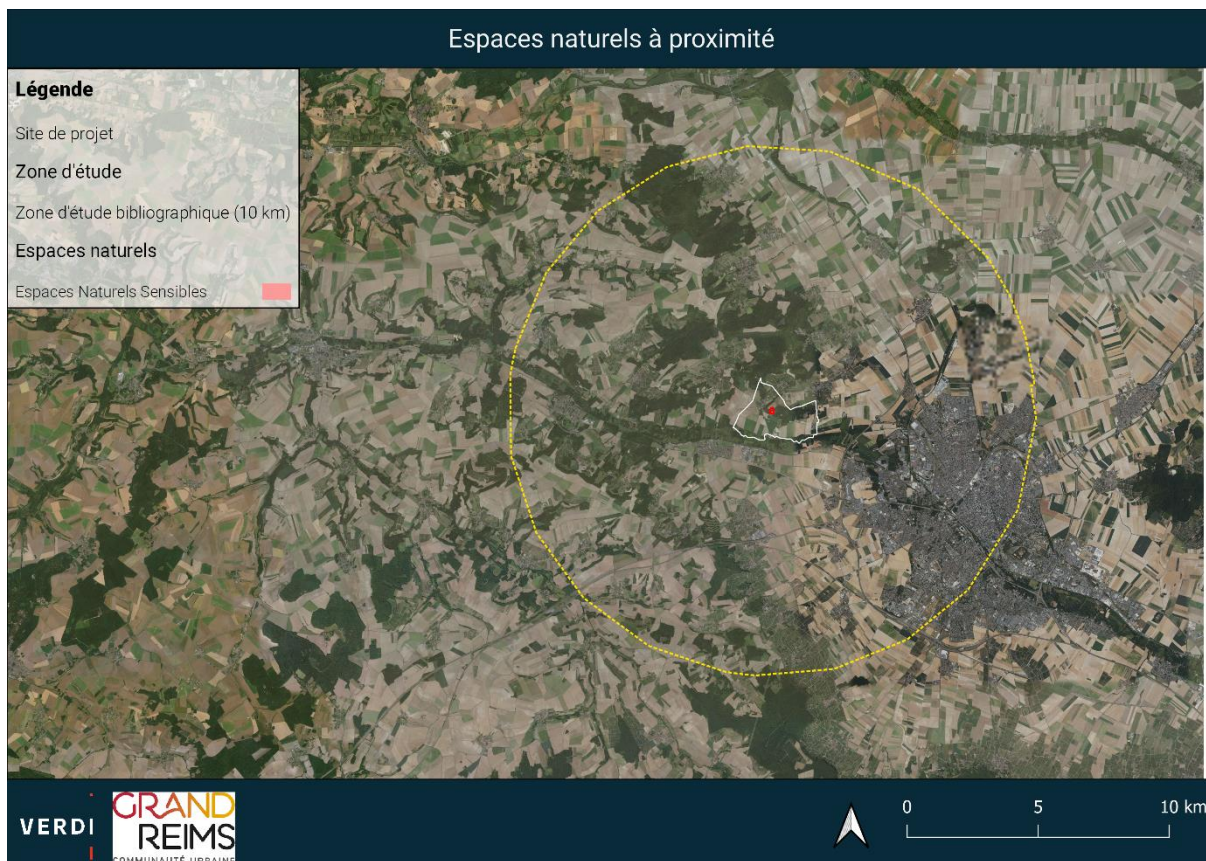 Espaces naturels à proximité
Légende
Site de projet
Zone d'étude
Zone d'étude bibliographique (10 km)
Espaces naturels
Espaces Naturels Sensibles
VERDI
GRAND
REIMS
COMMUNAUTÉ URBAINE
0 5 10 km